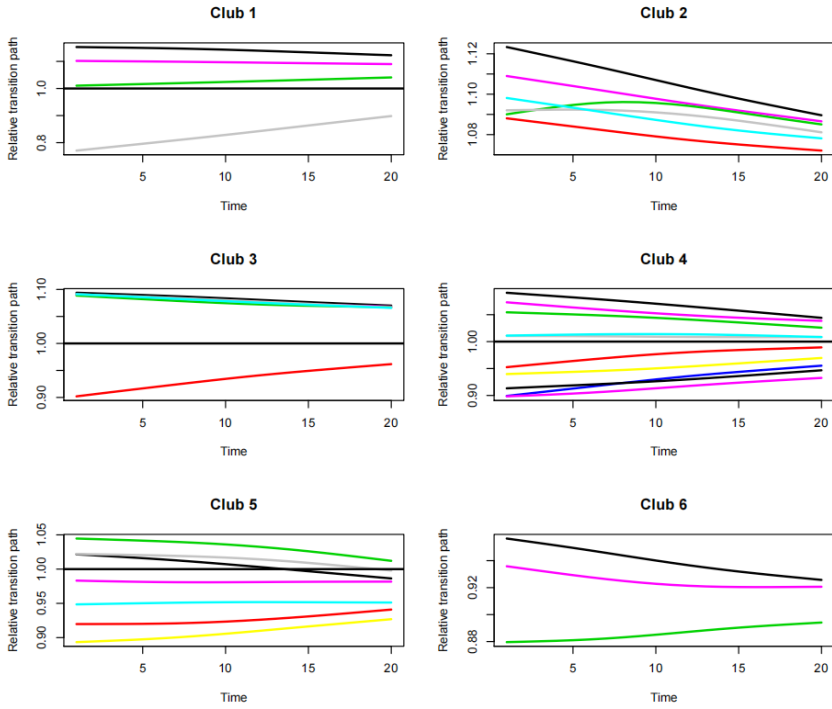 Club 1
Relative transition path
1.0
0.8
5
10
15
20
Time
Club 2
Relative transition path
1.12
1.10
1.08
5
10
15
20
Time
Club 3
Relative transition path
1.10
1.00
0.90
5
10
15
20
Time
Club 4
Relative transition path
1.00
0.90
5
10
15
20
Time
Club 5
Relative transition path
1.05
1.00
0.95
0.90
5
10
15
20
Time
Club 6
Relative transition path
0.92
0.88
5
10
15
20
Time